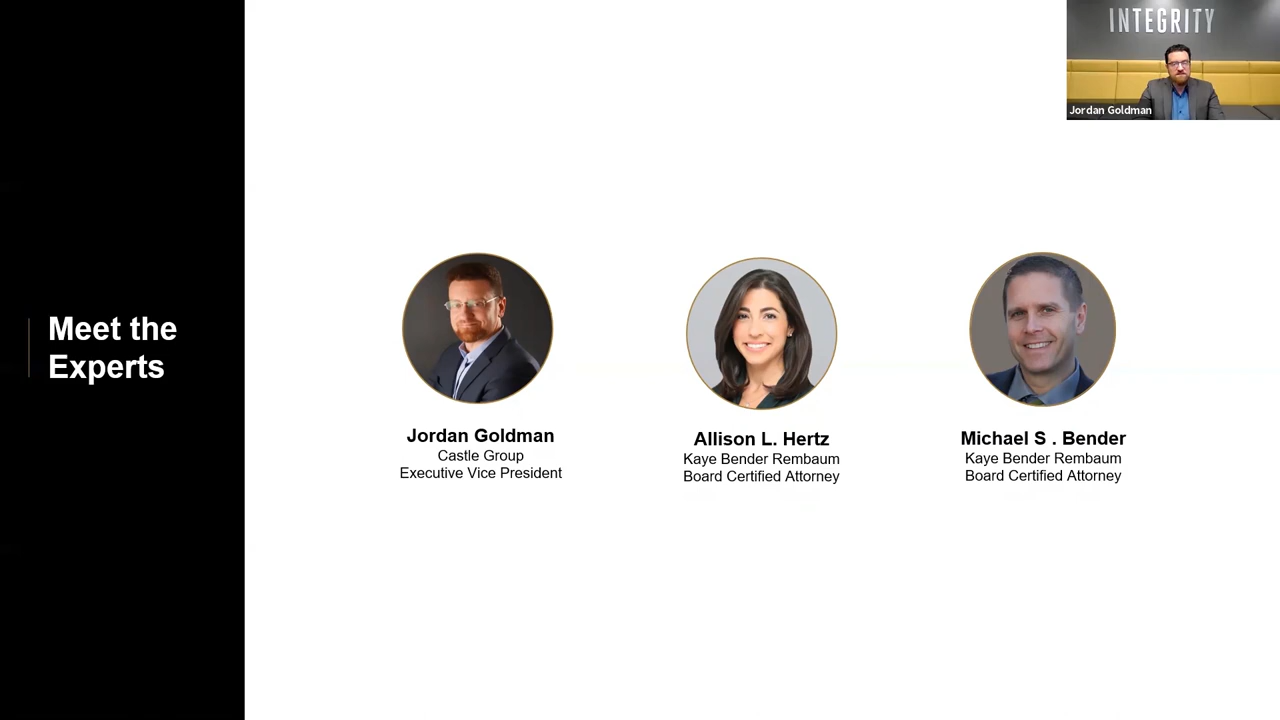 INTEGRITY
Jordan Goldman
Meet the
Experts
Jordan Goldman
Castle Group
Executive Vice President
Allison L. Hertz
Kaye Bender Rembaum
Board Certified Attorney
Michael S . Bender
Kaye Bender Rembaum
Board Certified Attorney